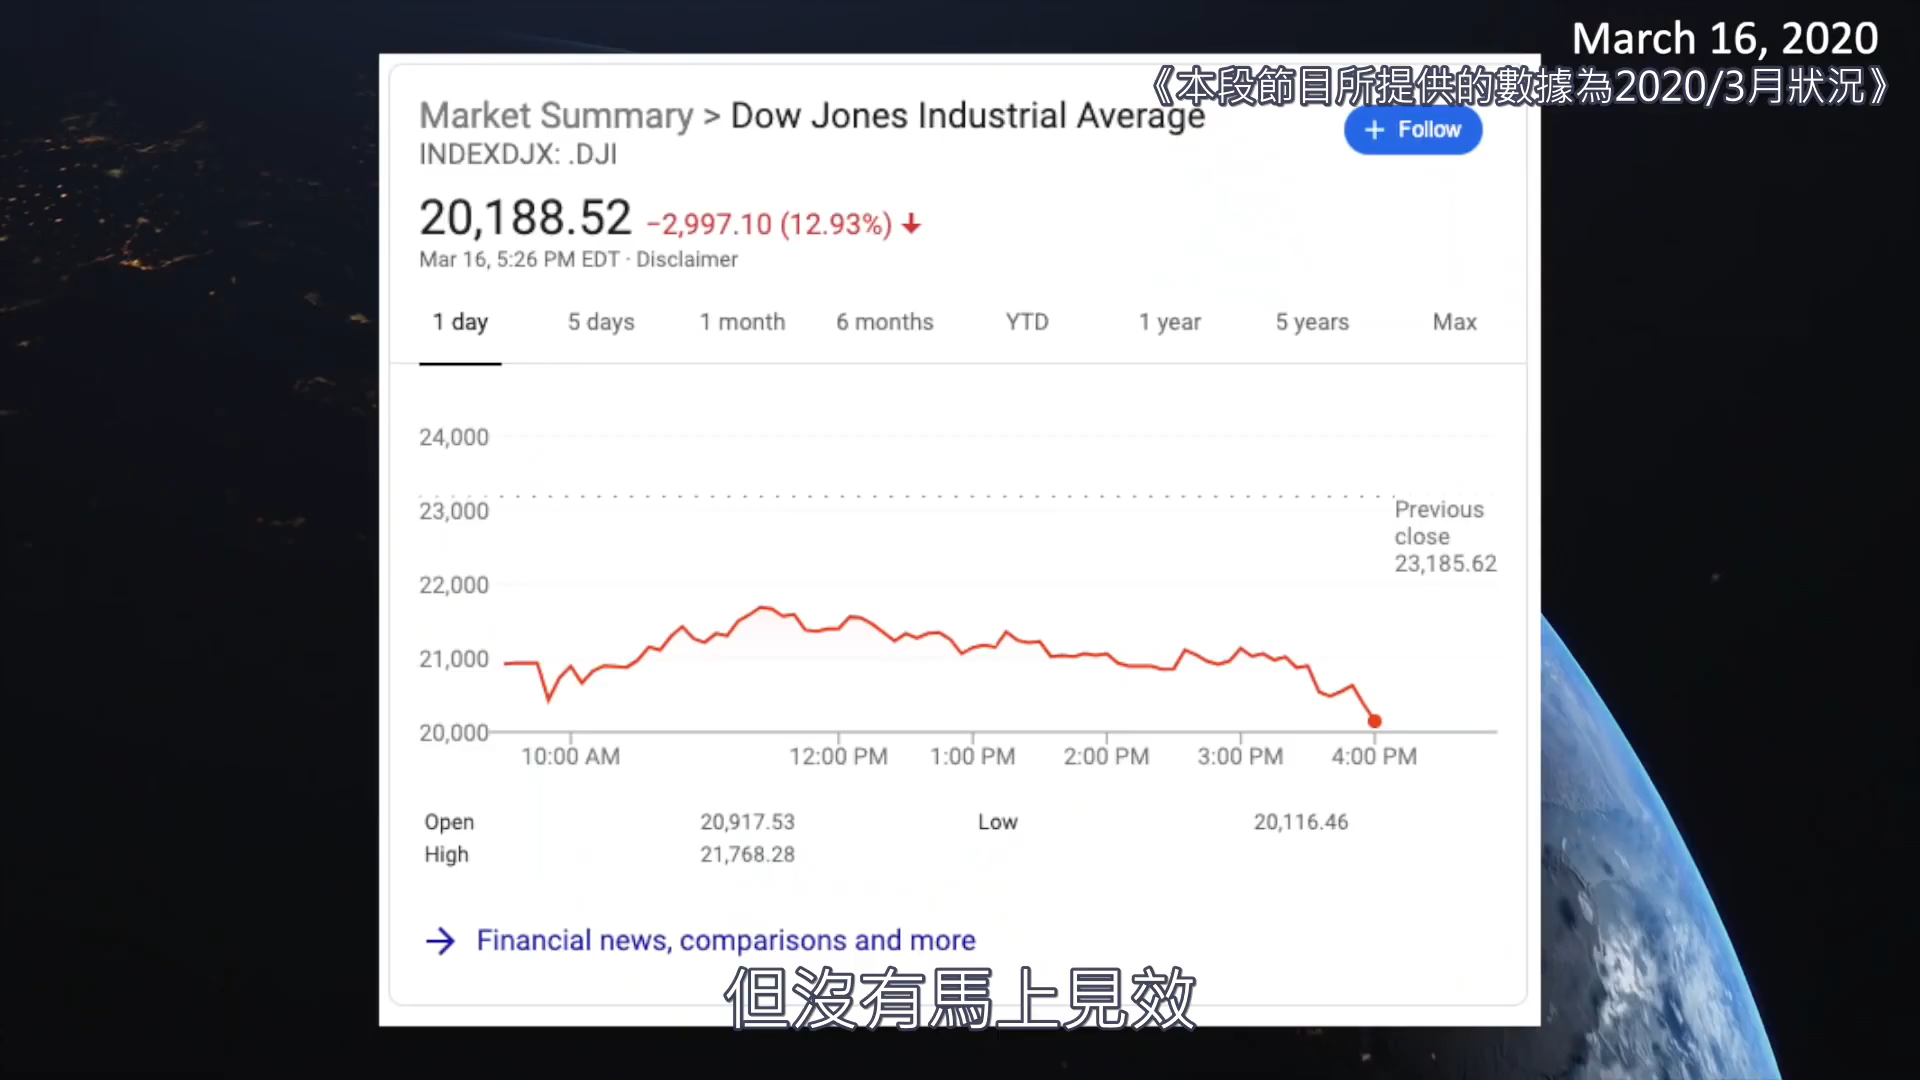 March 16, 2020
《本段節目所提供的數據為2020/3月狀況》
Market Summary > Dow Jones Industrial Average
+ Follow
INDEXDJX: .DJI
20,188.52 −2,997.10 (12.93%) ↓
Mar 16, 5:26 PM EDT · Disclaimer
1 day 5 days 1 month 6 months YTD 1 year 5 years Max
24,000
23,000
Previous
close
23,185.62
22,000
21,000
20,000
10:00 AM 12:00 PM 1:00 PM 2:00 PM 3:00 PM 4:00 PM
Open 20,917.53 Low 20,116.46
High 21,768.28
→ Financial news, comparisons and more
但沒有馬上見效